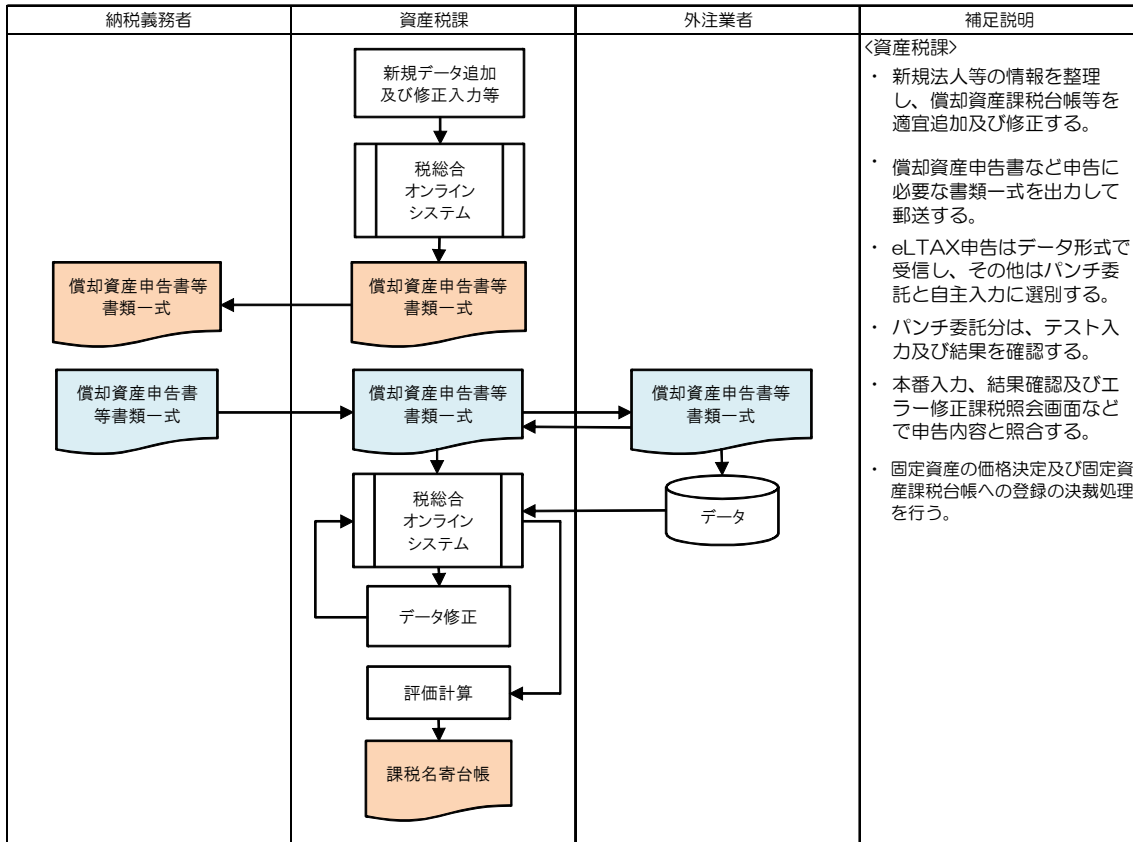 納税義務者
資産税課
外注業者
補足説明
新規データ追加
及び修正入力等
税総合
オンライン
システム
償却資産申告書等
書類一式
償却資産申告書等
書類一式
償却資産申告書
等書類一式
償却資産申告書等
書類一式
償却資産申告書等
書類一式
税総合
オンライン
システム
データ
データ修正
評価計算
課税名寄台帳
<資産税課>
・ 新規法人等の情報を整理
し、償却資産課税台帳等を
適宜追加及び修正する。
・ 償却資産申告書など申告に
必要な書類一式を出力して
郵送する。
・ eLTAX申告はデータ形式で
受信し、その他はパンチ委
託と自主入力に選別する。
・ パンチ委託分は、テスト入
力及び結果を確認する。
・ 本番入力、結果確認及びエ
ラー修正課税照会画面など
で申告内容と照合する。
・ 固定資産の価格決定及び固定資
産課税台帳への登録の決裁処理
を行う。